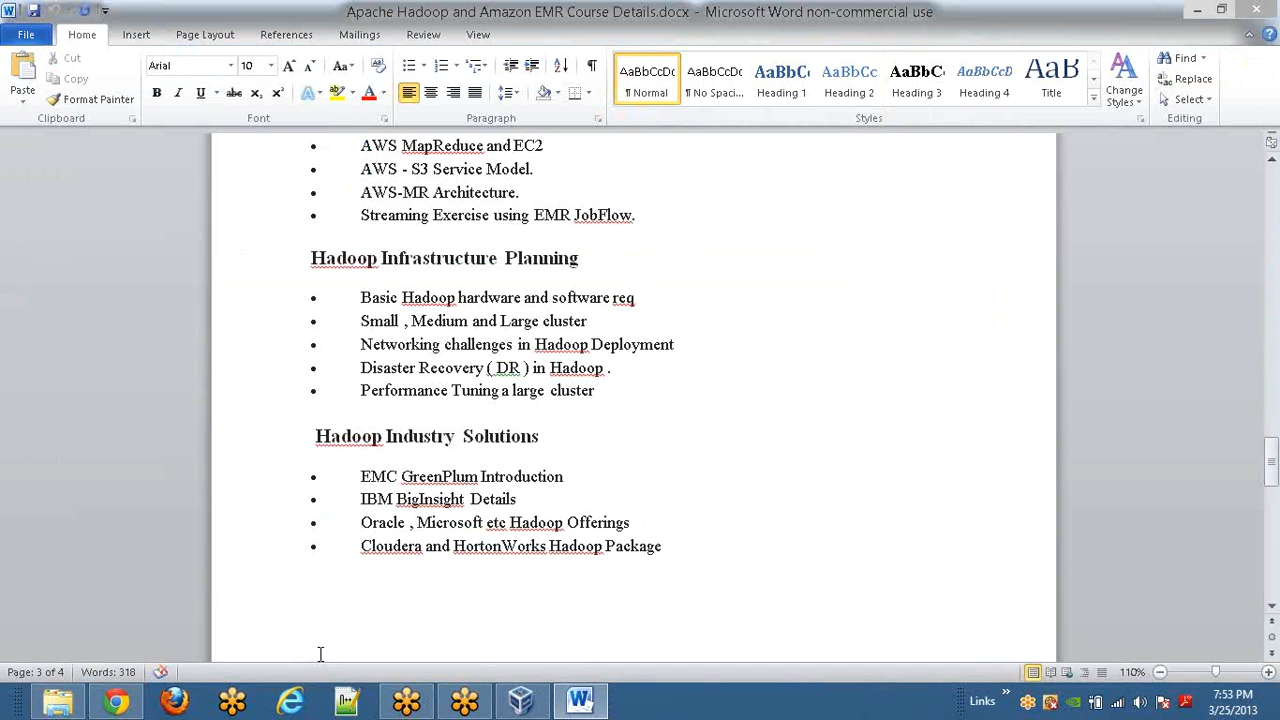 Apache Hadoop and Amazon EMR Course Details.docx - Microsoft Word non-commercial use
File Home Insert Page Layout References Mailings Review View
Paste
Cut
Copy
Format Painter
Clipboard
Arial 10
Font
Paragraph
AaBbCcDc AaBbCcDc AaBbC AaBbCc AaBbC AaBbCcL AaB
¶ Normal ¶ No Spaci... Heading 1 Heading 2 Heading 3 Heading 4 Title
Change Styles
Styles
Find
Replace
Select
Editing
• AWS MapReduce and EC2
• AWS - S3 Service Model.
• AWS-MR Architecture.
• Streaming Exercise using EMR JobFlow.
Hadoop Infrastructure Planning
• Basic Hadoop hardware and software req
• Small , Medium and Large cluster
• Networking challenges in Hadoop Deployment
• Disaster Recovery ( DR ) in Hadoop .
• Performance Tuning a large cluster
Hadoop Industry Solutions
• EMC GreenPlum Introduction
• IBM BigInsight Details
• Oracle , Microsoft etc Hadoop Offerings
• Cloudera and HortonWorks Hadoop Package
Page: 3 of 4 Words: 318 110%
Links »
7:53 PM
3/25/2013